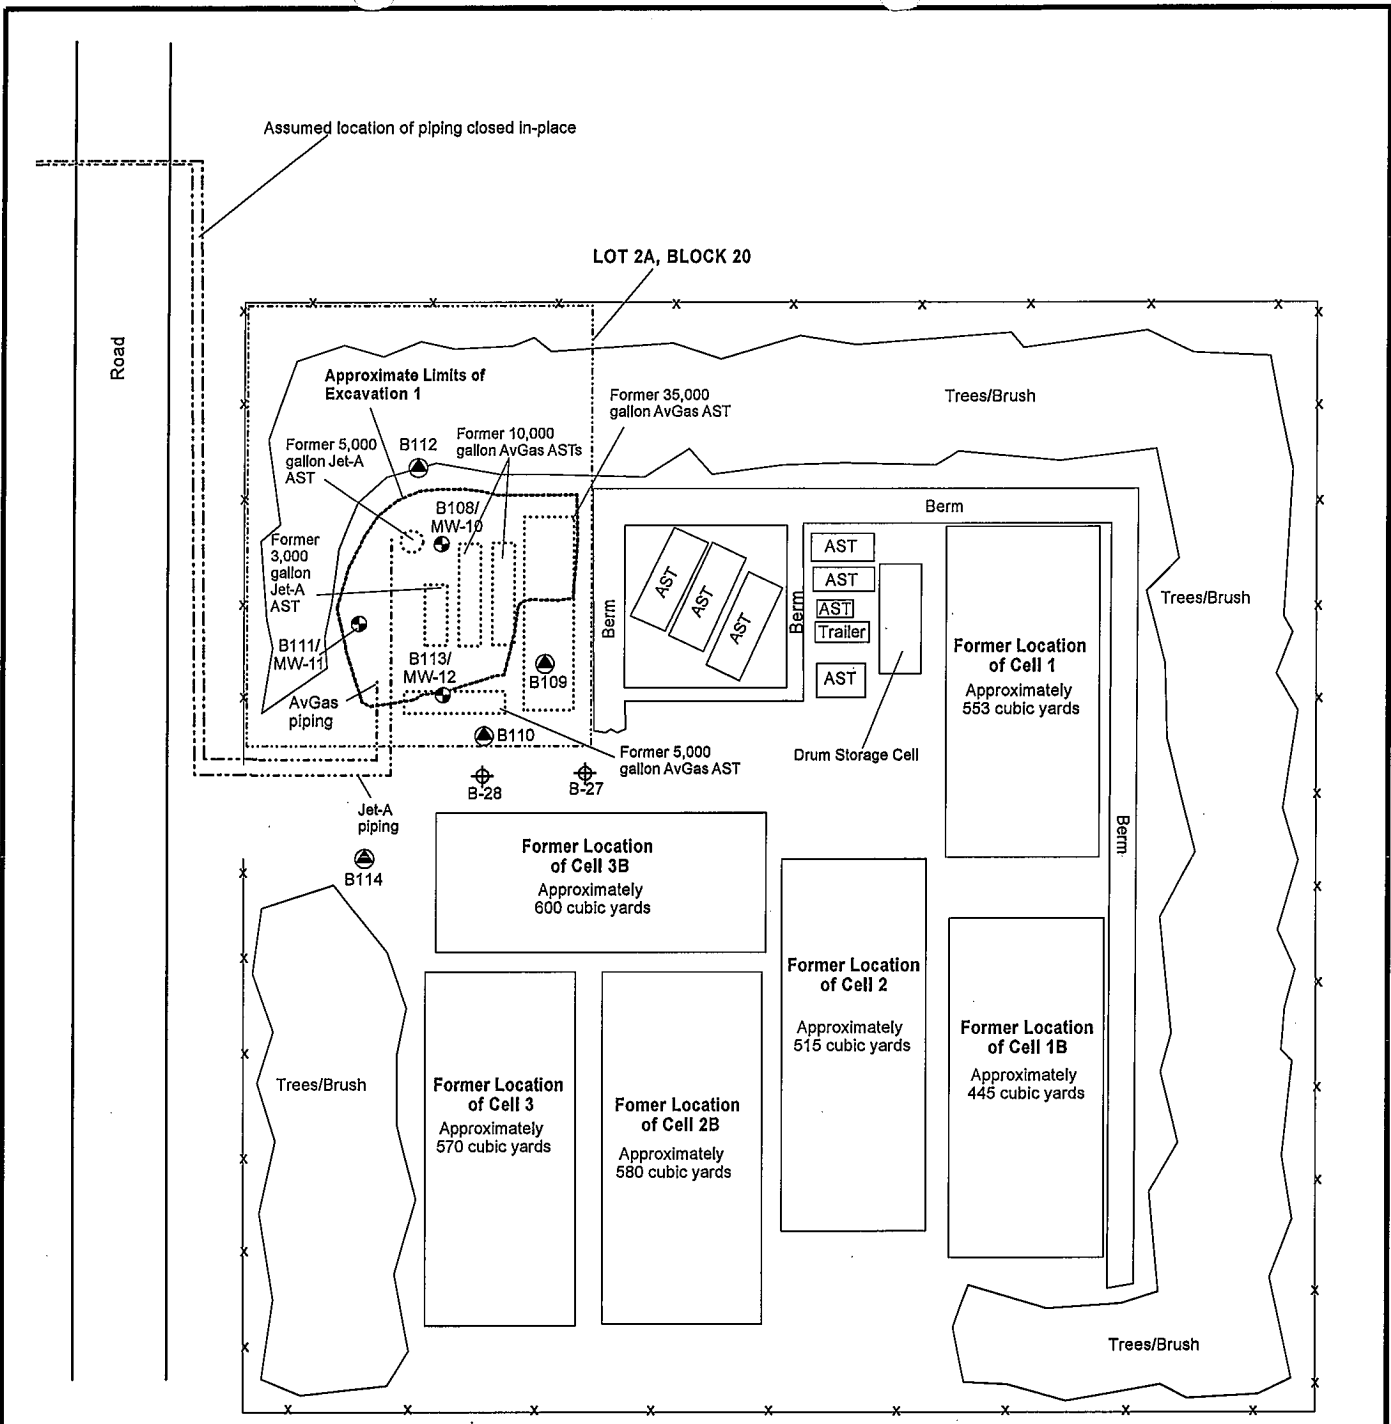 Assumed location of piping closed in-place
LOT 2A, BLOCK 20
Road
Approximate Limits of
Excavation 1
Former 35,000
gallon AvGas AST
Trees/Brush
Former 5,000
gallon Jet-A
AST
B112
Former 10,000
gallon AvGas ASTs
B108/
MW-10
Former
3,000
gallon
Jet-A
AST
B111/
MW-11
B113/
MW-12
B109
AvGas
piping
B110
Former 5,000
gallon AvGas AST
B-28
B-27
Jet-A
piping
B114
Berm
Berm
Berm
AST
AST
AST
AST
AST
AST
Trailer
AST
Drum Storage Cell
Former Location
of Cell 1
Approximately
553 cubic yards
Trees/Brush
Berm
Former Location
of Cell 3B
Approximately
600 cubic yards
Former Location
of Cell 2
Approximately
515 cubic yards
Former Location
of Cell 1B
Approximately
445 cubic yards
Trees/Brush
Former Location
of Cell 3
Approximately
570 cubic yards
Fomer Location
of Cell 2B
Approximately
580 cubic yards
Trees/Brush